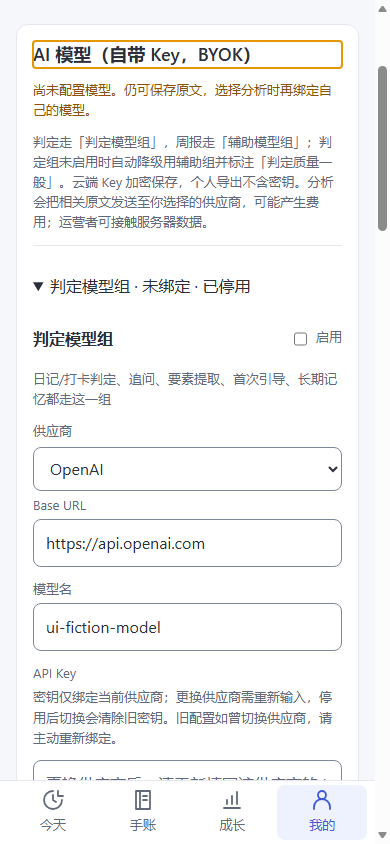 AI 模型（自带 Key，BYOK）
尚未配置模型。仍可保存原文，选择分析时再绑定自
己的模型。
判定走「判定模型组」，周报走「辅助模型组」；判
定组未启用时自动降级用辅助组并标注「判定质量一
般」。云端 Key 加密保存，个人导出不含密钥。分析
会把相关原文发送至你选择的供应商，可能产生费
用；运营者可接触服务器数据。
▼ 判定模型组 · 未绑定 · 已停用
判定模型组
启用
日记/打卡判定、追问、要素提取、首次引导、长期记
忆都走这一组
供应商
OpenAI
Base URL
https://api.openai.com
模型名
ui-fiction-model
API Key
密钥仅绑定当前供应商；更换供应商需重新输入，停
用后切换会清除旧密钥。旧配置如曾切换供应商，请
主动重新绑定。
今天
手账
成长
我的